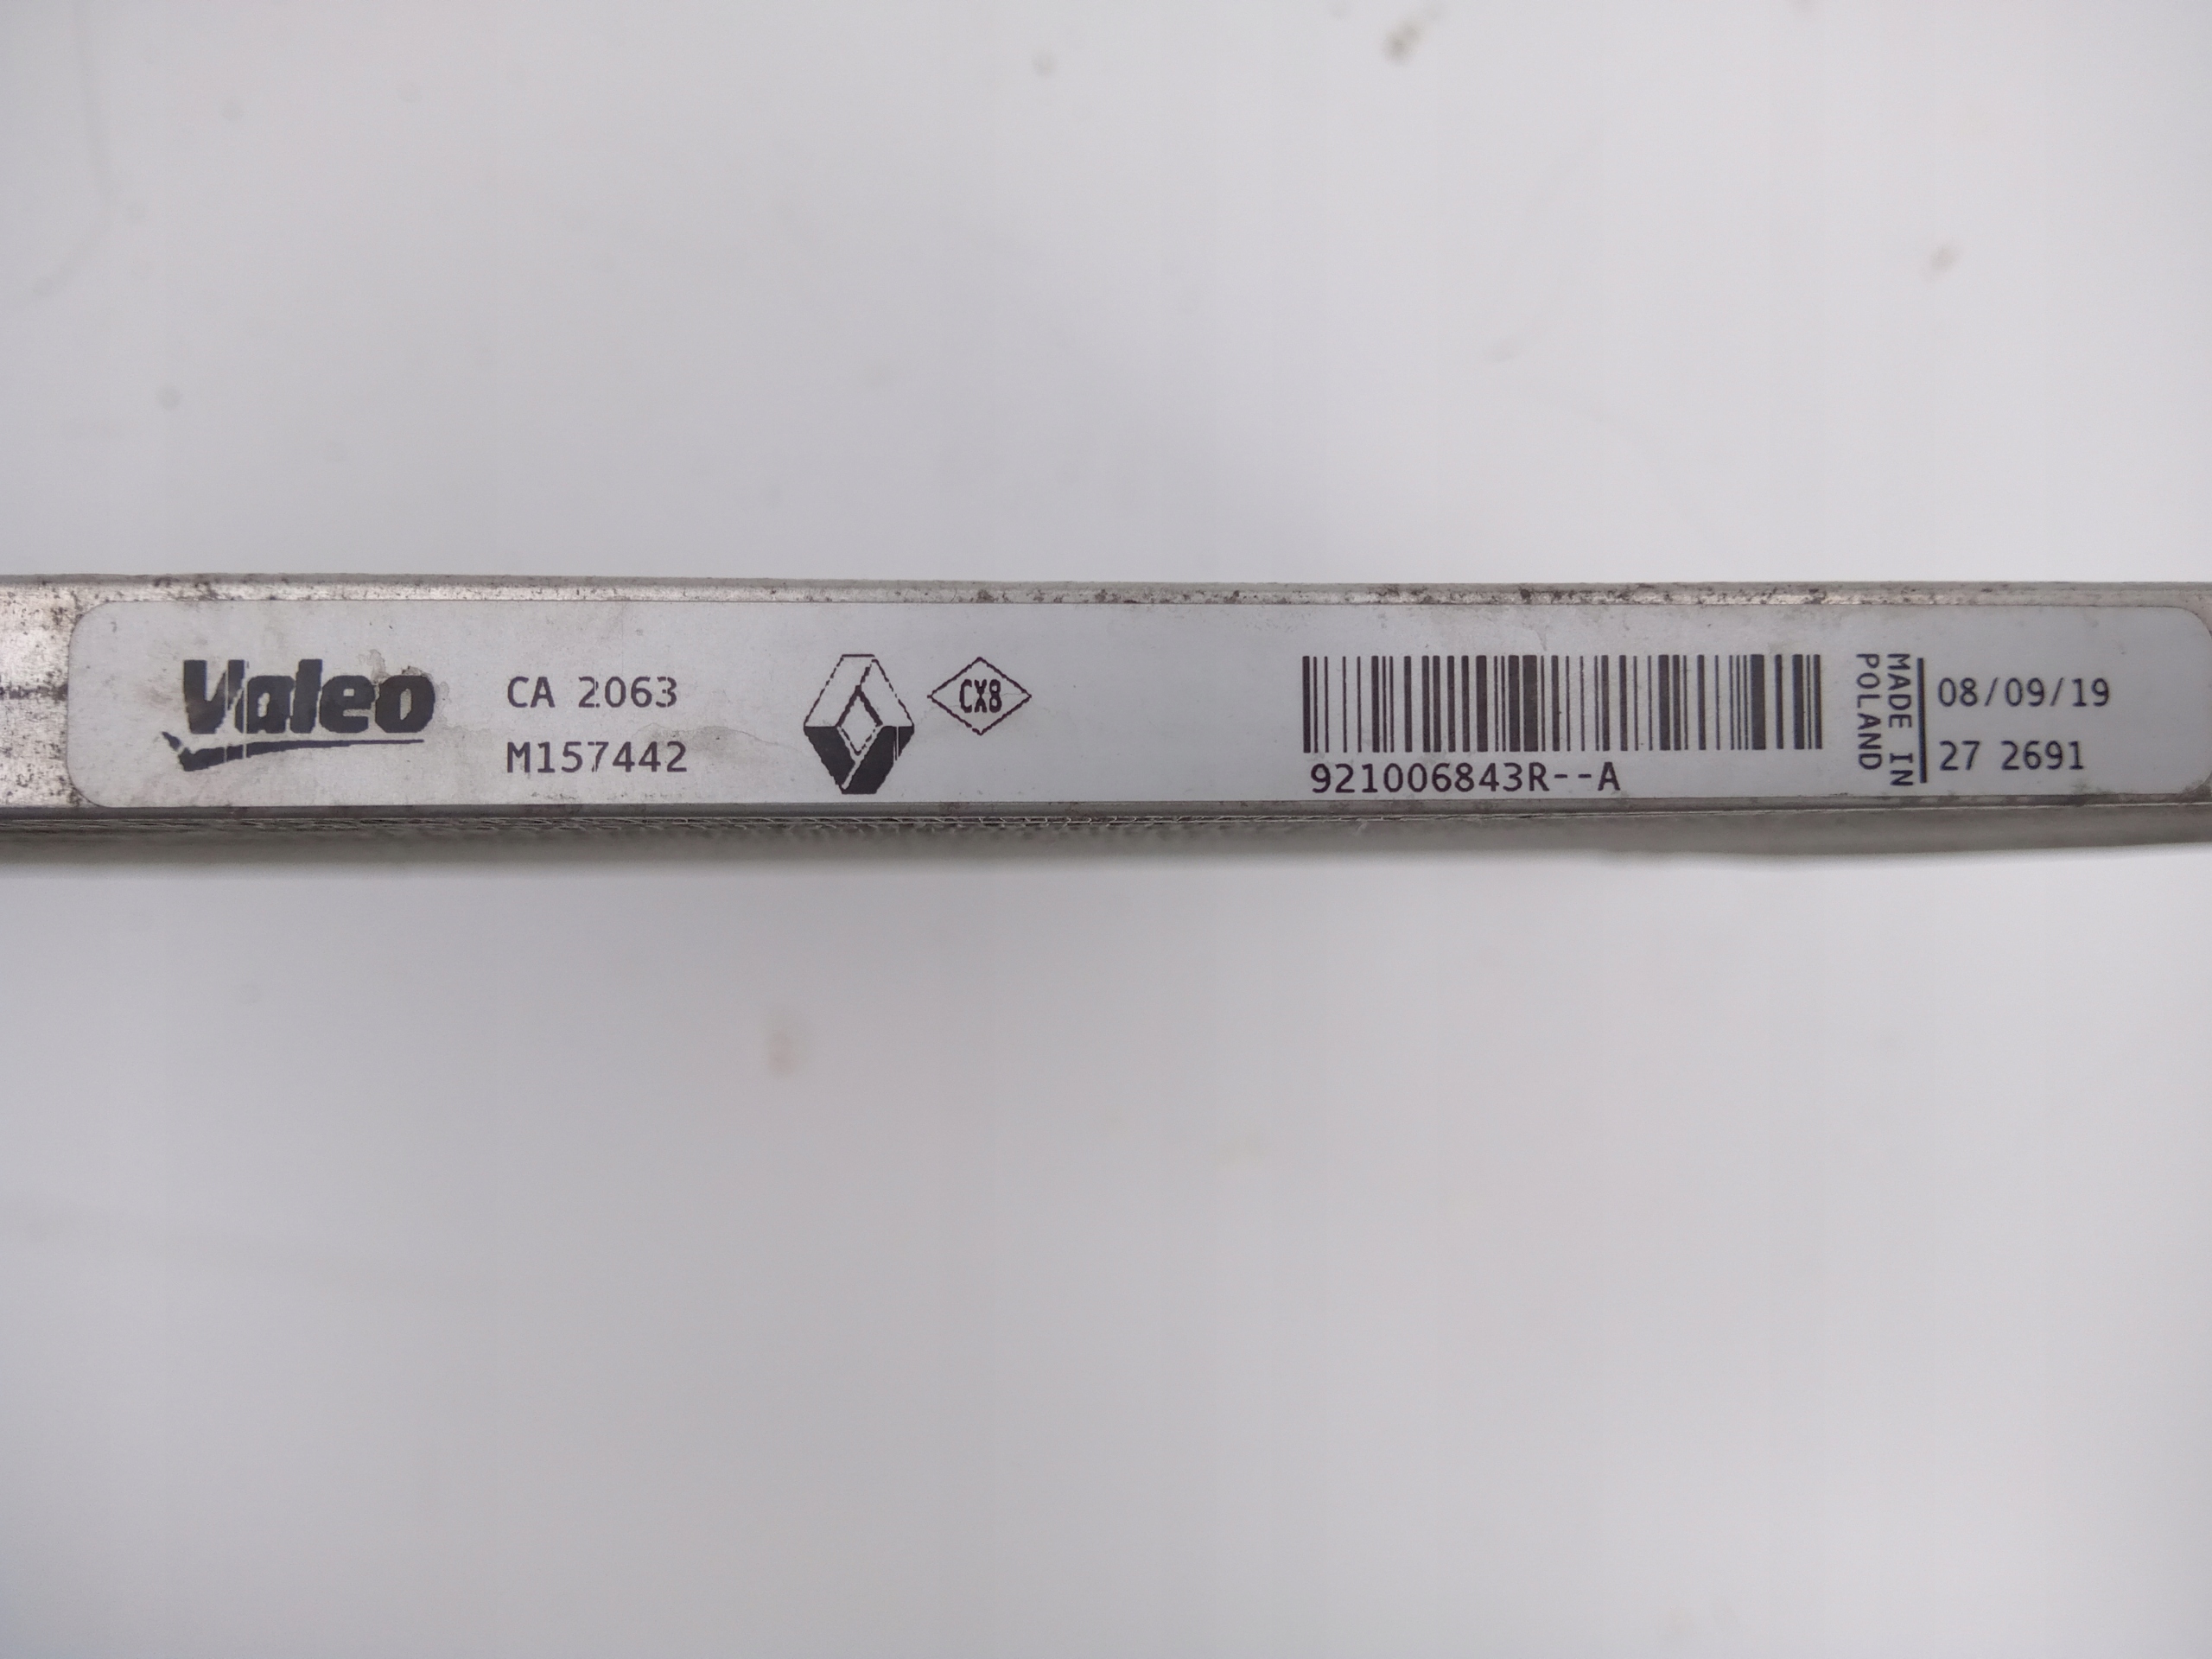 Valeo
CA 2063
M157442
CX8
921006843R--A
MADE IN
POLAND
08/09/19
27 2691